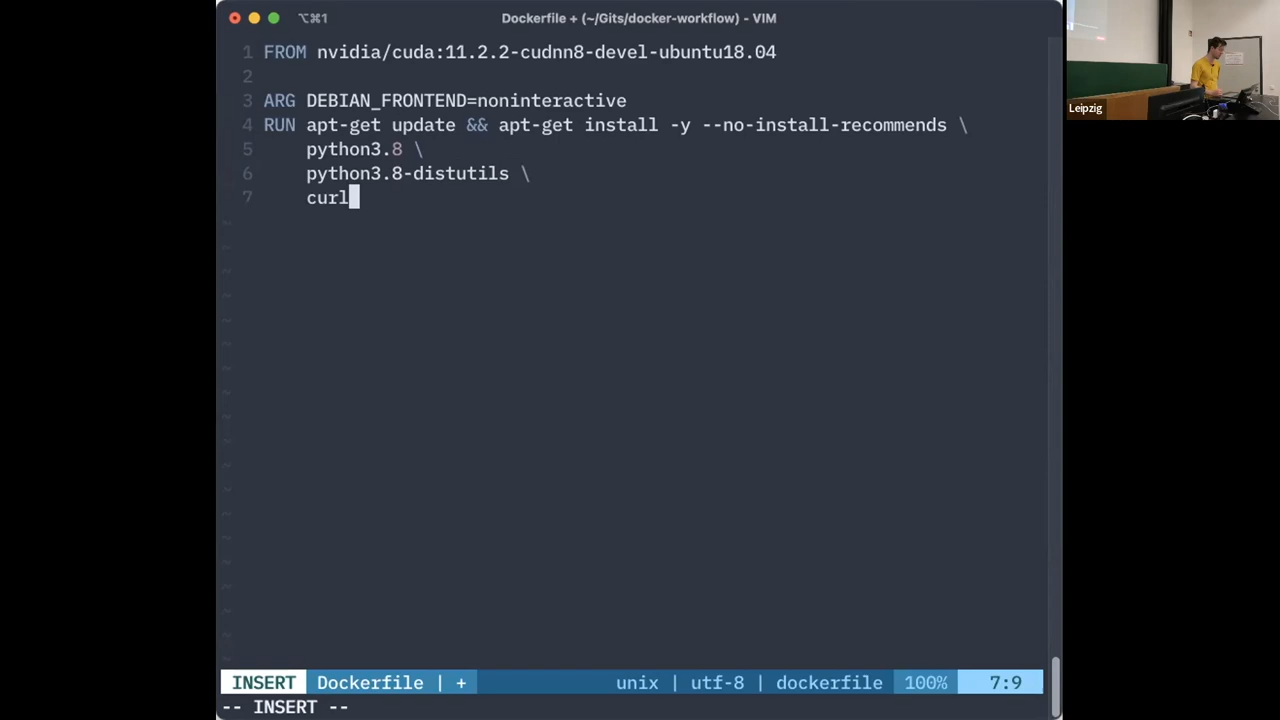 ⌥⌘1
Dockerfile + (~/Gits/docker-workflow) - VIM
1 FROM nvidia/cuda:11.2.2-cudnn8-devel-ubuntu18.04
2
3 ARG DEBIAN_FRONTEND=noninteractive
4 RUN apt-get update && apt-get install -y --no-install-recommends \
5 python3.8 \
6 python3.8-distutils \
7 curl
INSERT Dockerfile | + unix | utf-8 | dockerfile 100% 7:9
-- INSERT --
Leipzig